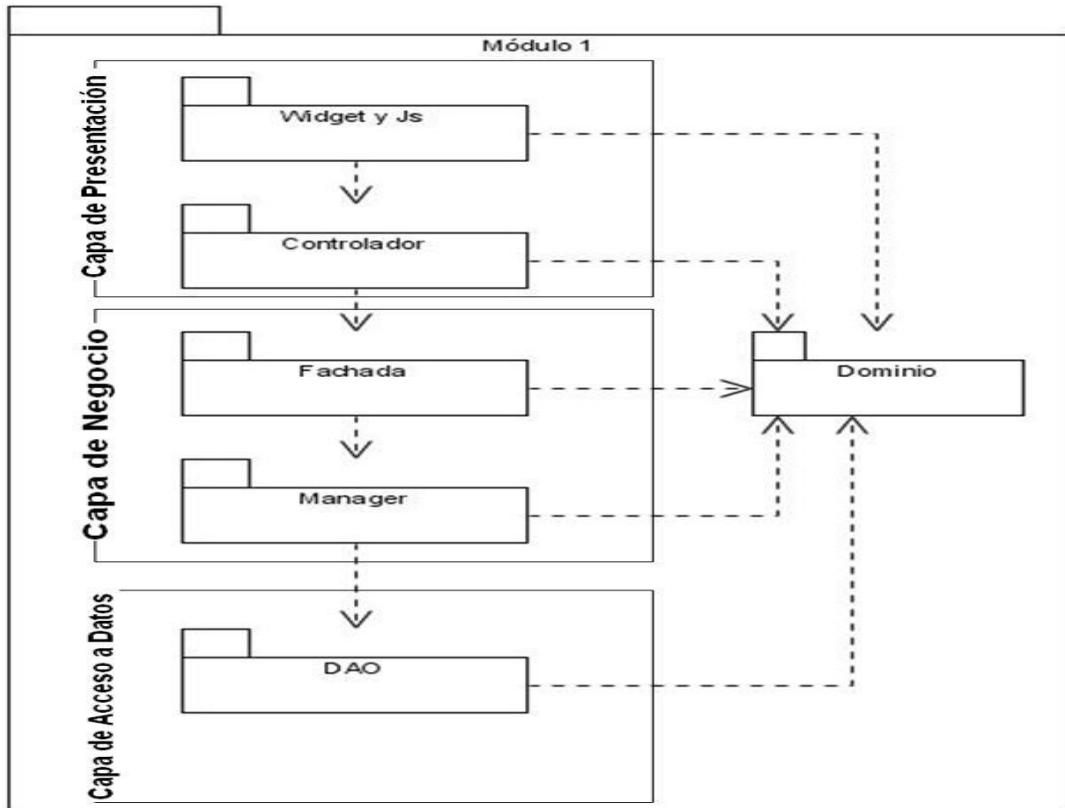 Módulo 1
Capa de Presentación
Widget y Js
Controlador
Capa de Negocio
Fachada
Manager
Dominio
Capa de Acceso a Datos
DAO